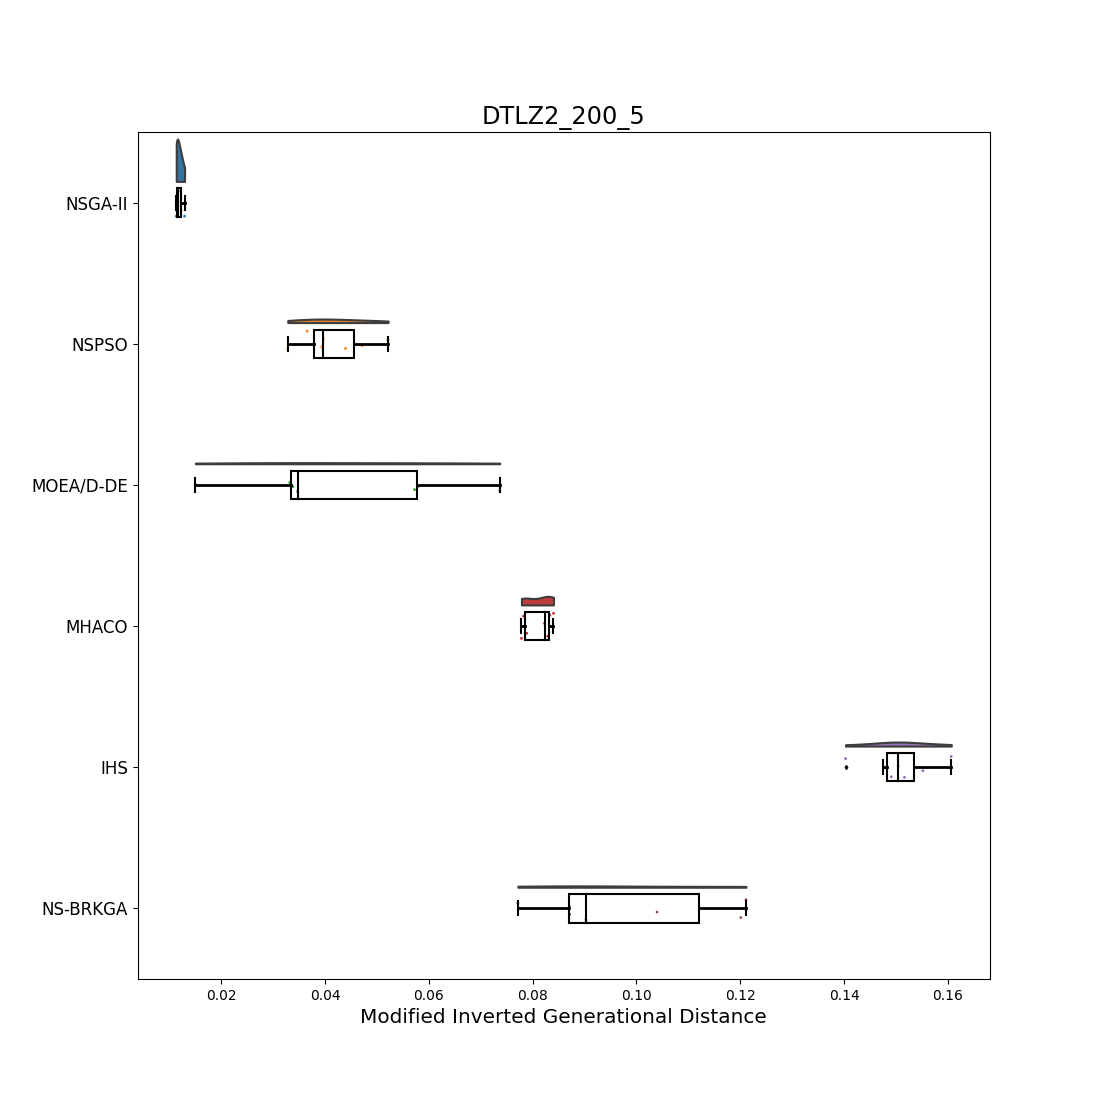 DTLZ2_200_5
NSGA-II
NSPSO
MOEA/D-DE
MHACO
IHS
NS-BRKGA
0.02 0.04 0.06 0.08 0.10 0.12 0.14 0.16
Modified Inverted Generational Distance